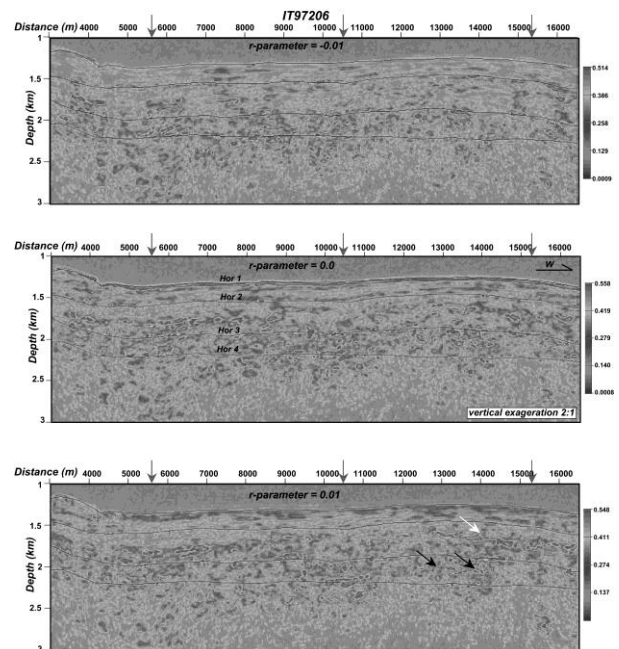 IT97206
Distance (m) 4000 5000 6000 7000 8000 9000 10000 11000 12000 13000 14000 15000 16000
r-parameter = -0.01
Depth (km)
1
1.5
2
2.5
3
0.514
0.386
0.258
0.129
0.0009
Distance (m) 4000 5000 6000 7000 8000 9000 10000 11000 12000 13000 14000 15000 16000
r-parameter = 0.0
W
Hor 1
Hor 2
Hor 3
Hor 4
Depth (km)
1
1.5
2
2.5
3
vertical exageration 2:1
0.558
0.419
0.279
0.140
0.0008
Distance (m) 4000 5000 6000 7000 8000 9000 10000 11000 12000 13000 14000 15000 16000
r-parameter = 0.01
Depth (km)
1
1.5
2
2.5
3
0.548
0.411
0.274
0.137